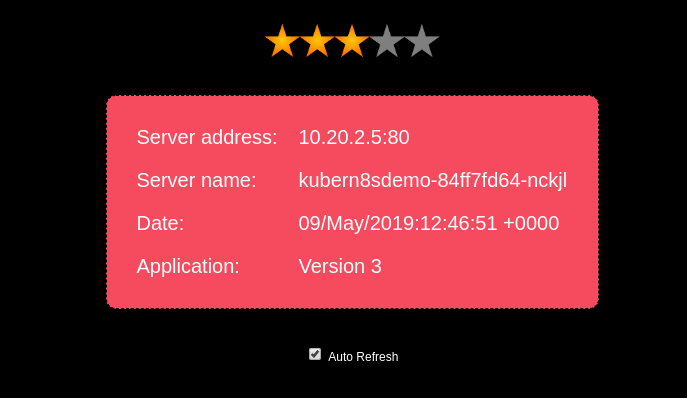 Server address: 10.20.2.5:80
Server name: kubern8sdemo-84ff7fd64-nckjl
Date: 09/May/2019:12:46:51 +0000
Application: Version 3
Auto Refresh